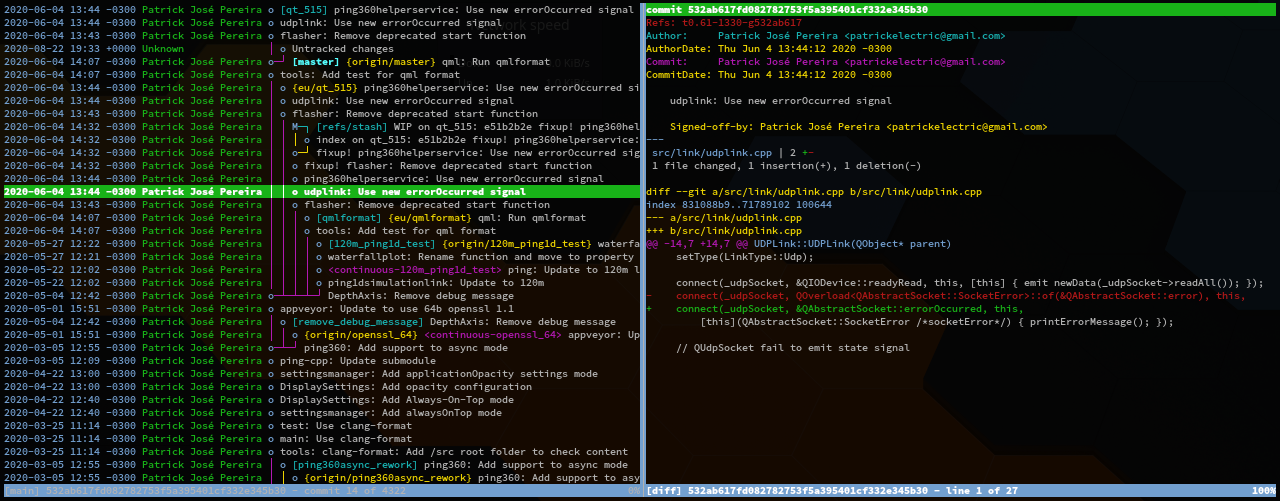 2020-06-04 13:44 -0300 Patrick José Pereira o [qt_515] ping360helperservice: Use new errorOccurred signal
2020-06-04 13:44 -0300 Patrick José Pereira o udplink: Use new errorOccurred signal
2020-06-04 13:43 -0300 Patrick José Pereira o flasher: Remove deprecated start function
2020-08-22 19:33 +0000 Unknown o Untracked changes
2020-06-04 14:07 -0300 Patrick José Pereira o [master] {origin/master} qml: Run qmlformat
2020-06-04 14:07 -0300 Patrick José Pereira o tools: Add test for qml format
2020-06-04 13:44 -0300 Patrick José Pereira o {eu/qt_515} ping360helperservice: Use new errorOccurred si
2020-06-04 13:44 -0300 Patrick José Pereira o udplink: Use new errorOccurred signal
2020-06-04 13:43 -0300 Patrick José Pereira o flasher: Remove deprecated start function
2020-06-04 14:32 -0300 Patrick José Pereira M [refs/stash] WIP on qt_515: e51b2b2e fixup! ping360hel
2020-06-04 14:32 -0300 Patrick José Pereira o index on qt_515: e51b2b2e fixup! ping360helperservice:
2020-06-04 14:32 -0300 Patrick José Pereira o fixup! ping360helperservice: Use new errorOccurred sig
2020-06-04 14:32 -0300 Patrick José Pereira o fixup! flasher: Remove deprecated start function
2020-06-04 13:44 -0300 Patrick José Pereira o ping360helperservice: Use new errorOccurred signal
2020-06-04 13:44 -0300 Patrick José Pereira o udplink: Use new errorOccurred signal
2020-06-04 13:43 -0300 Patrick José Pereira o flasher: Remove deprecated start function
2020-06-04 14:07 -0300 Patrick José Pereira o [qmlformat] {eu/qmlformat} qml: Run qmlformat
2020-06-04 14:07 -0300 Patrick José Pereira o tools: Add test for qml format
2020-05-27 12:22 -0300 Patrick José Pereira o [120m_ping1d_test] {origin/120m_ping1d_test} waterfa
2020-05-27 12:21 -0300 Patrick José Pereira o waterfallplot: Rename function and move to property
2020-05-22 12:02 -0300 Patrick José Pereira o <continuous-120m_ping1d_test> ping: Update to 120m l
2020-05-22 12:02 -0300 Patrick José Pereira o ping1dsimulationlink: Update to 120m
2020-05-04 12:42 -0300 Patrick José Pereira o DepthAxis: Remove debug message
2020-05-01 15:51 -0300 Patrick José Pereira o appveyor: Update to use 64b openssl 1.1
2020-05-04 12:42 -0300 Patrick José Pereira o [remove_debug_message] DepthAxis: Remove debug message
2020-05-01 15:51 -0300 Patrick José Pereira o {origin/openssl_64} <continuous-openssl_64> appveyor: Up
2020-03-05 12:55 -0300 Patrick José Pereira o ping360: Add support to async mode
2020-05-03 12:09 -0300 Patrick José Pereira o ping-cpp: Update submodule
2020-04-22 13:00 -0300 Patrick José Pereira o settingsmanager: Add applicationOpacity settings mode
2020-04-22 13:00 -0300 Patrick José Pereira o DisplaySettings: Add opacity configuration
2020-04-22 12:40 -0300 Patrick José Pereira o DisplaySettings: Add Always-On-Top mode
2020-04-22 12:02 -0300 Patrick José Pereira o settingsmanager: Add alwaysOnTop mode
2020-03-25 11:14 -0300 Patrick José Pereira o test: Use clang-format
2020-03-25 11:14 -0300 Patrick José Pereira o main: Use clang-format
2020-03-25 11:14 -0300 Patrick José Pereira o tools: clang-format: Add /src root folder to check content
2020-03-05 12:55 -0300 Patrick José Pereira o [ping360async_rework] ping360: Add support to async mode
2020-03-05 12:55 -0300 Patrick José Pereira o {origin/ping360async_rework} ping360: Add support to asy
[main] 532ab617fd082782753f5a395401cf332e345b30 - commit 14 of 4322 0%
commit 532ab617fd082782753f5a395401cf332e345b30
Refs: t0.61-1330-g532ab617
Author: Patrick José Pereira <patrickelectric@gmail.com>
AuthorDate: Thu Jun 4 13:44:12 2020 -0300
Commit: Patrick José Pereira <patrickelectric@gmail.com>
CommitDate: Thu Jun 4 13:44:12 2020 -0300
udplink: Use new errorOccurred signal
Signed-off-by: Patrick José Pereira <patrickelectric@gmail.com>
---
src/link/udplink.cpp | 2 +-
1 file changed, 1 insertion(+), 1 deletion(-)
diff --git a/src/link/udplink.cpp b/src/link/udplink.cpp
index 831088b9..71789102 100644
--- a/src/link/udplink.cpp
+++ b/src/link/udplink.cpp
@@ -14,7 +14,7 @@ UDPLink::UDPLink(QObject* parent)
setType(LinkType::Udp);
connect(_udpSocket, &QIODevice::readyRead, this, [this] { emit newData(_udpSocket->readAll()); });
- connect(_udpSocket, QOverload<QAbstractSocket::SocketError>::of(&QAbstractSocket::error), this,
+ connect(_udpSocket, &QAbstractSocket::errorOccurred, this,
[this](QAbstractSocket::SocketError /*socketError*/) { printErrorMessage(); });
// QUdpSocket fail to emit state signal
[diff] 532ab617fd082782753f5a395401cf332e345b30 - line 1 of 27 100%